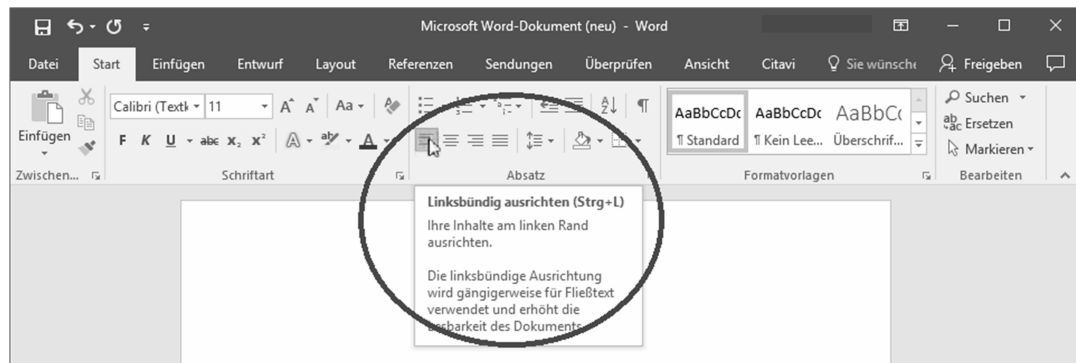 Microsoft Word-Dokument (neu) - Word
Datei Start Einfügen Entwurf Layout Referenzen Sendungen Überprüfen Ansicht Citavi Sie wünsche Freigeben
Calibri (Textk 11 A A Aa
Einfügen
F K U abc x₂ x² A ab A
AaBbCcDc AaBbCcDc AaBbCc
¶ Standard ¶ Kein Lee... Überschrif...
Suchen
Ersetzen
Markieren
Zwischen... Schriftart Absatz Formatvorlagen Bearbeiten
Linksbündig ausrichten (Strg+L)
Ihre Inhalte am linken Rand
ausrichten.
Die linksbündige Ausrichtung
wird gängigerweise für Fließtext
verwendet und erhöht die
Lesbarkeit des Dokuments.